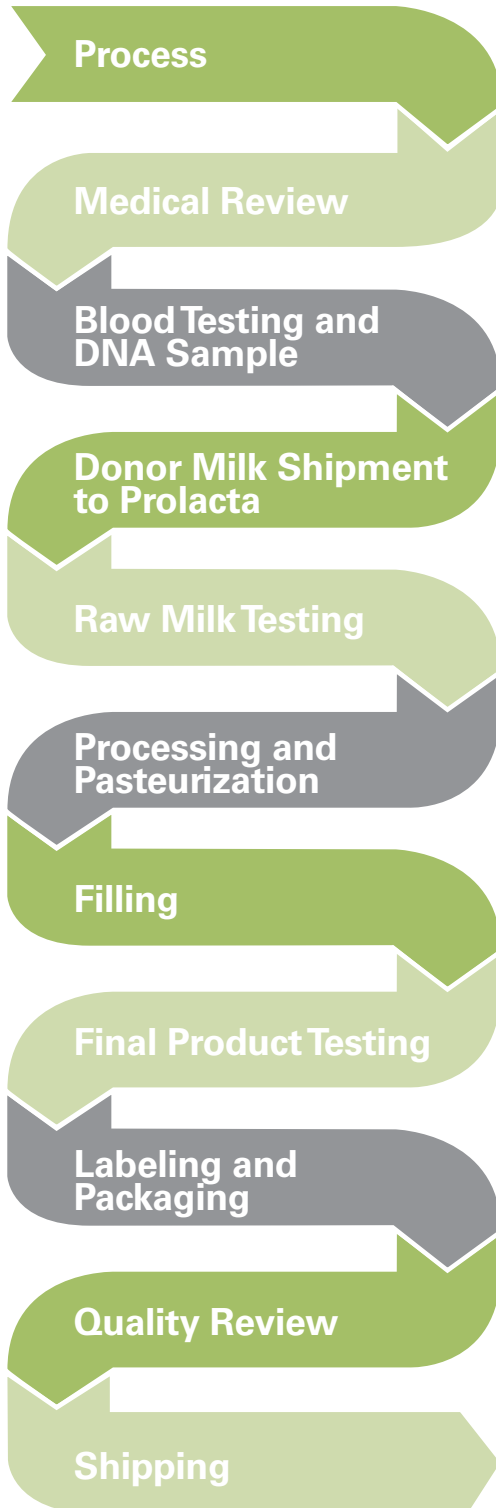 Process
Medical Review
Blood Testing and
DNA Sample
Donor Milk Shipment
to Prolacta
Raw Milk Testing
Processing and
Pasteurization
Filling
Final Product Testing
Labeling and
Packaging
Quality Review
Shipping